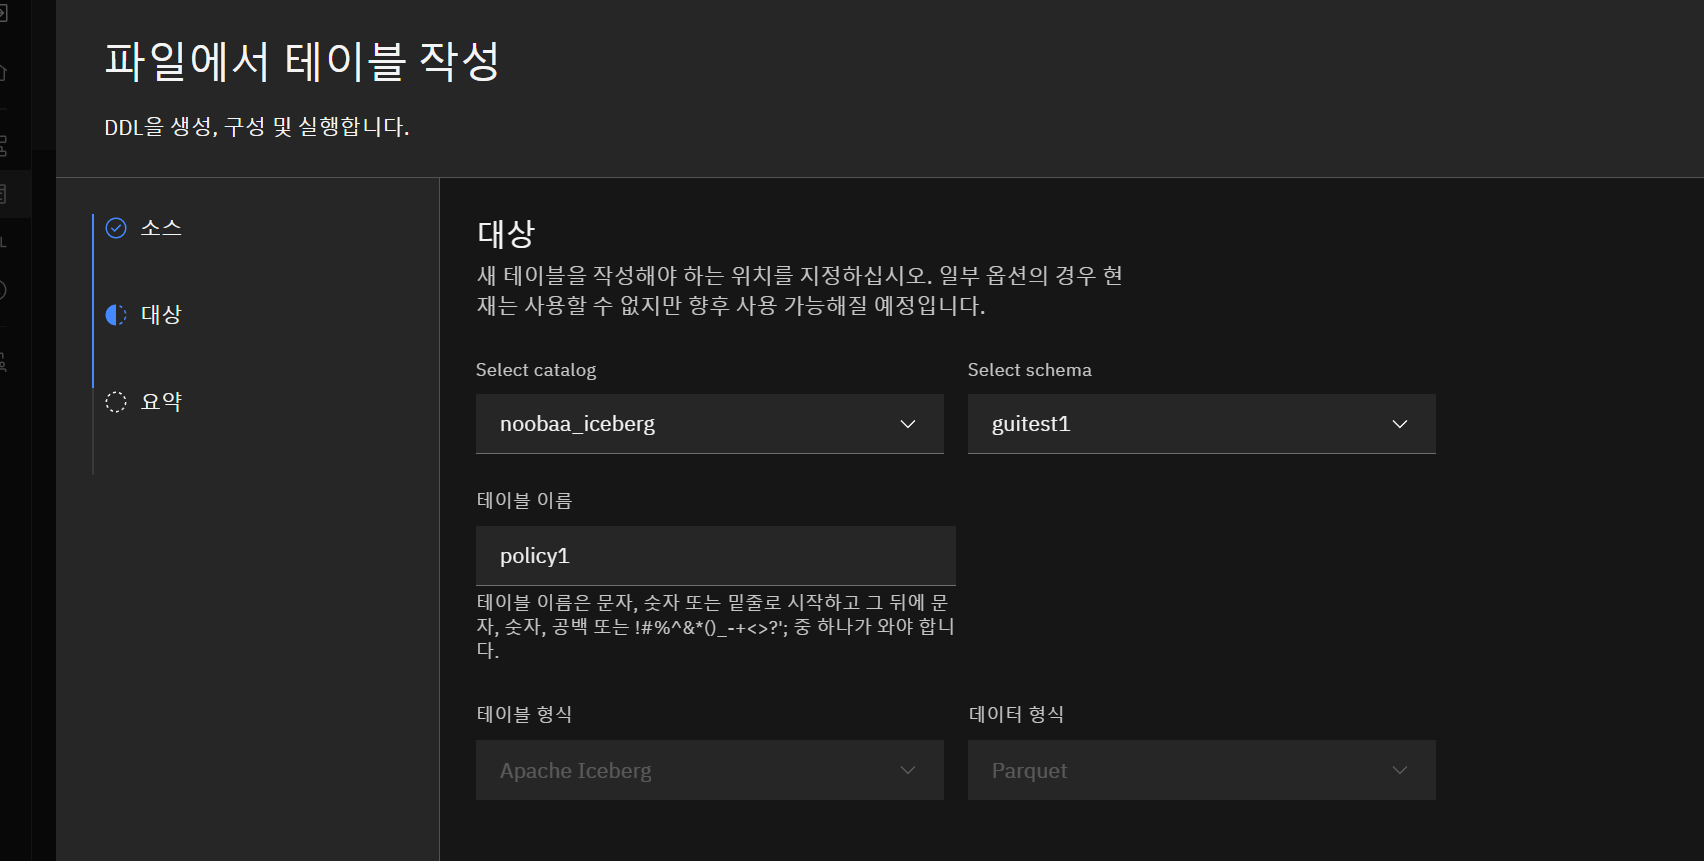 파일에서 테이블 작성
DDL을 생성, 구성 및 실행합니다.
소스
대상
요약
대상
새 테이블을 작성해야 하는 위치를 지정하십시오. 일부 옵션의 경우 현
재는 사용할 수 없지만 향후 사용 가능해질 예정입니다.
Select catalog
Select schema
noobaa_iceberg
guitest1
테이블 이름
policy1
테이블 이름은 문자, 숫자 또는 밑줄로 시작하고 그 뒤에 문
자, 숫자, 공백 또는 !#%^&*()_-+<>?'; 중 하나가 와야 합니
다.
테이블 형식
데이터 형식
Apache Iceberg
Parquet